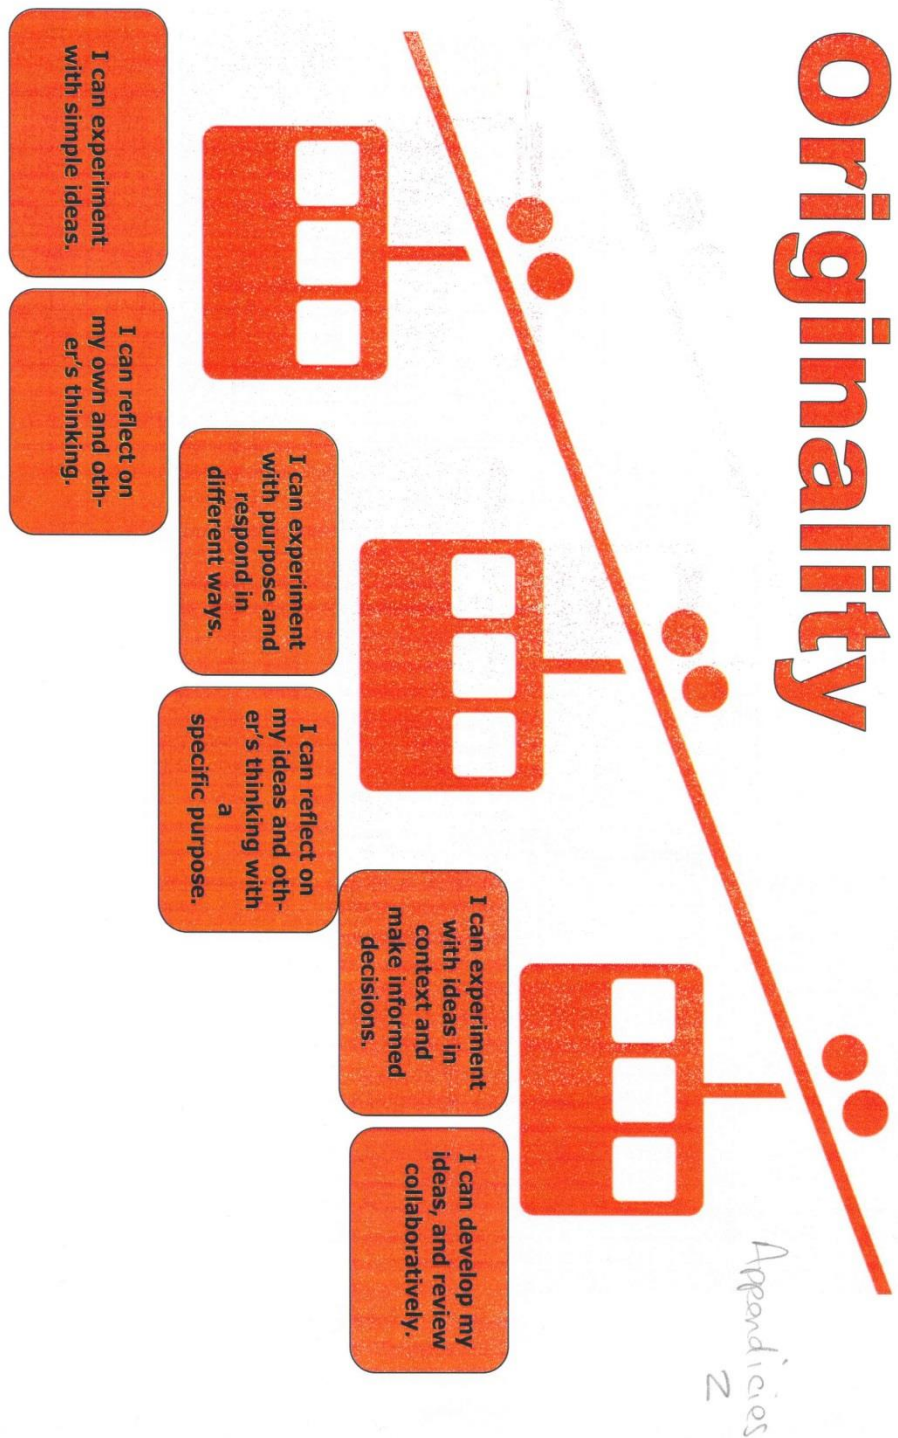 Originality
I can experiment
with simple ideas.
I can reflect on
my own and oth-
er's thinking.
I can experiment
with purpose and
respond in
different ways.
I can reflect on
my ideas and oth-
er's thinking with
a
specific purpose.
I can experiment
with ideas in
context and
make informed
decisions.
I can develop my
ideas, and review
collaboratively.
Appendicies
2